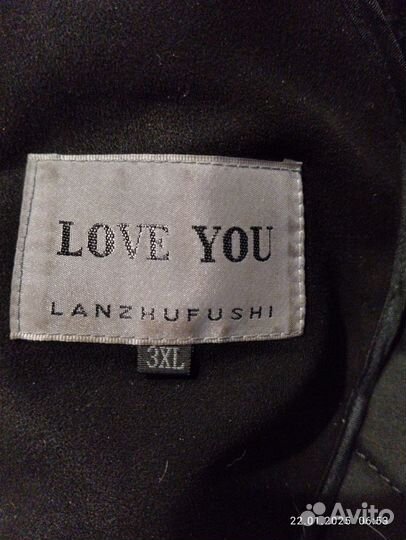 LOVE YOU
LANZHUFUSHI
3XL
22.01.2025 06:53
Avito